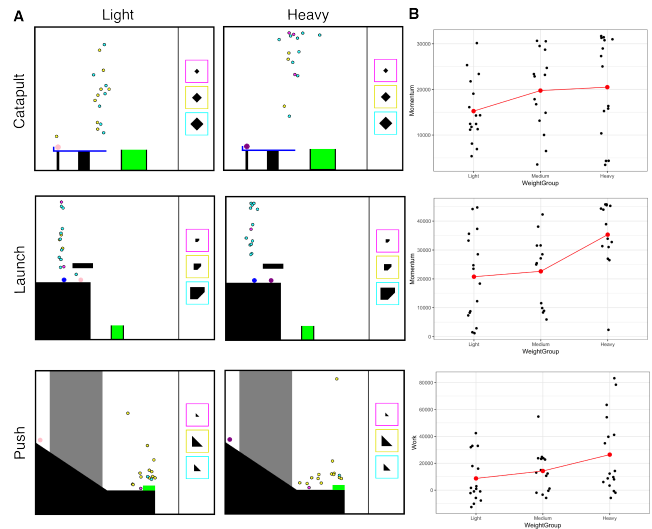 A
Light
Heavy
B
Catapult
Momentum
30000
20000
10000
Light
Medium
Heavy
WeightGroup
Launch
Momentum
40000
30000
20000
10000
0
Light
Medium
Heavy
WeightGroup
Push
Work
80000
60000
40000
20000
0
Light
Medium
Heavy
WeightGroup